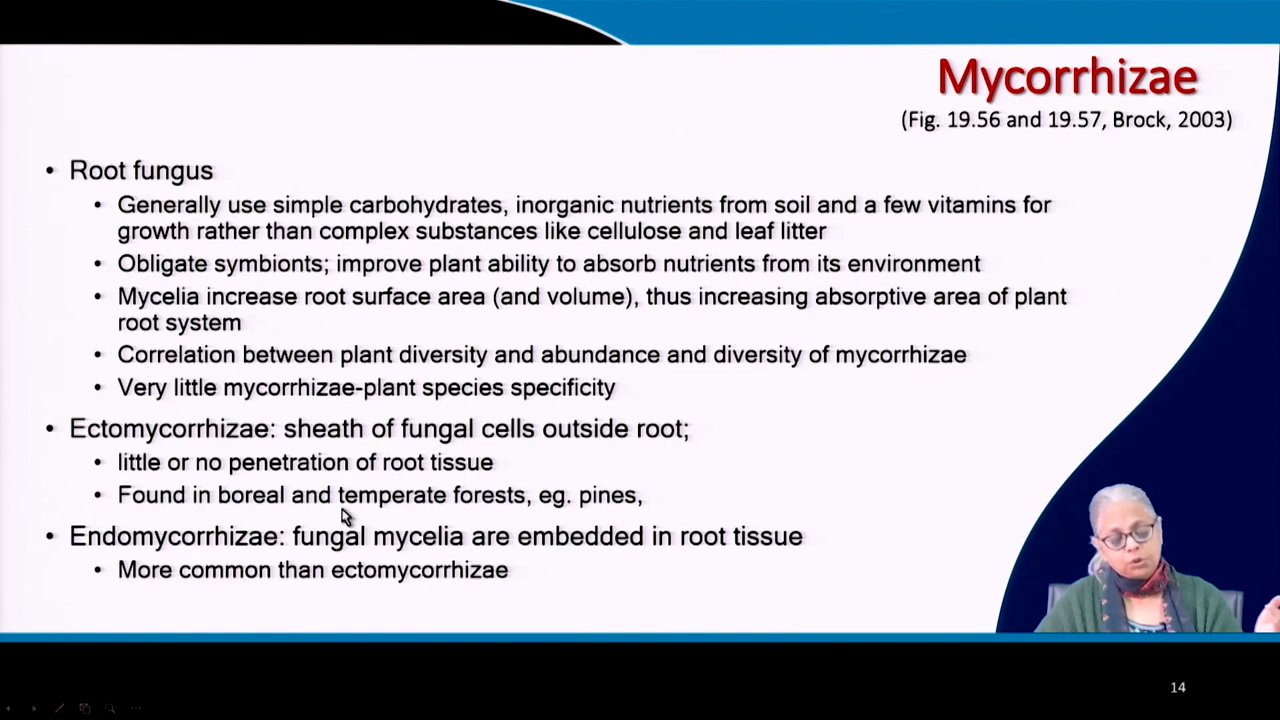 Mycorrhizae
(Fig. 19.56 and 19.57, Brock, 2003)
• Root fungus
• Generally use simple carbohydrates, inorganic nutrients from soil and a few vitamins for
growth rather than complex substances like cellulose and leaf litter
• Obligate symbionts; improve plant ability to absorb nutrients from its environment
• Mycelia increase root surface area (and volume), thus increasing absorptive area of plant
root system
• Correlation between plant diversity and abundance and diversity of mycorrhizae
• Very little mycorrhizae-plant species specificity
• Ectomycorrhizae: sheath of fungal cells outside root;
• little or no penetration of root tissue
• Found in boreal and temperate forests, eg. pines,
• Endomycorrhizae: fungal mycelia are embedded in root tissue
• More common than ectomycorrhizae
14